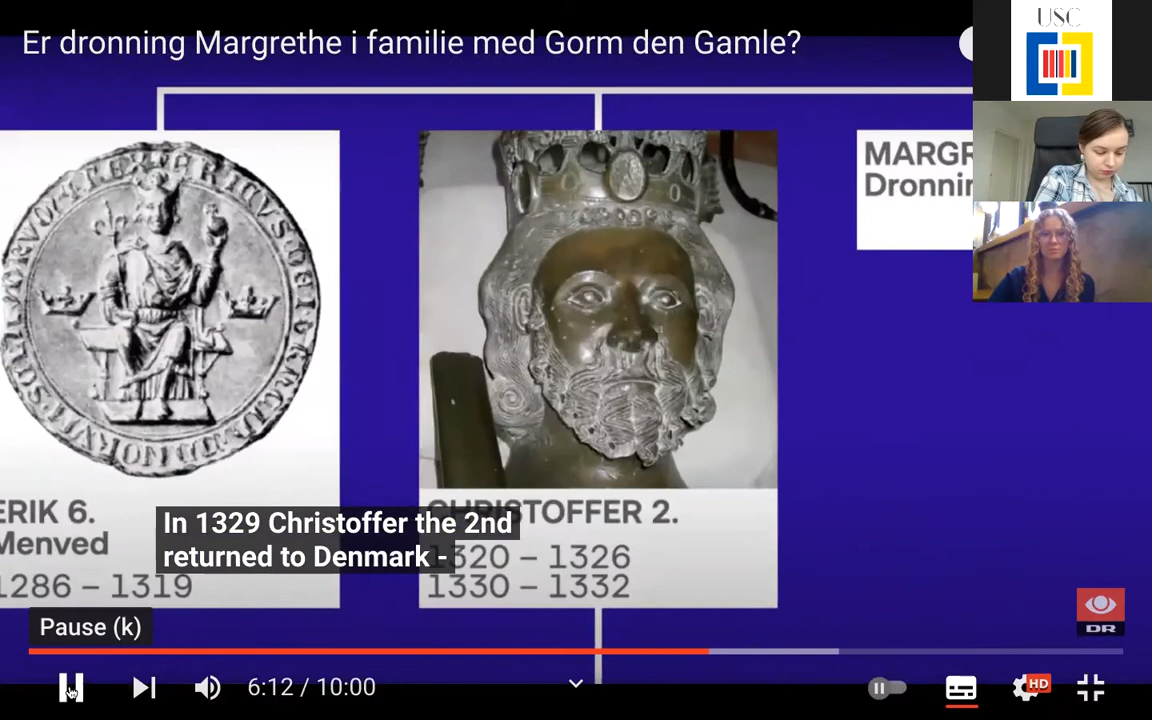 Er dronning Margrethe i familie med Gorm den Gamle?
USC
MARGR
Dronnin
ERIK 6.
Menved
1286 – 1319
CHRISTOFFER 2.
1320 – 1326
1330 – 1332
In 1329 Christoffer the 2nd
returned to Denmark -
Pause (k)
DR
6:12 / 10:00
HD